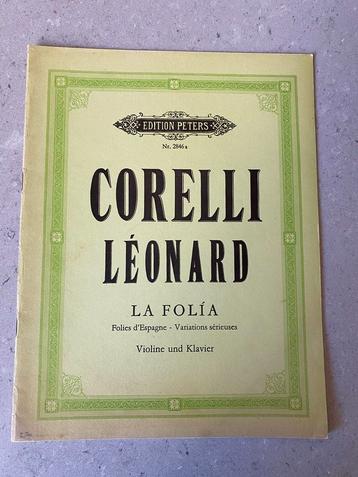 EDITION PETERS
Nr. 2846a
CORELLI
LÉONARD
LA FOLÍA
Folies d'Espagne - Variations sérieuses
Violine und Klavier